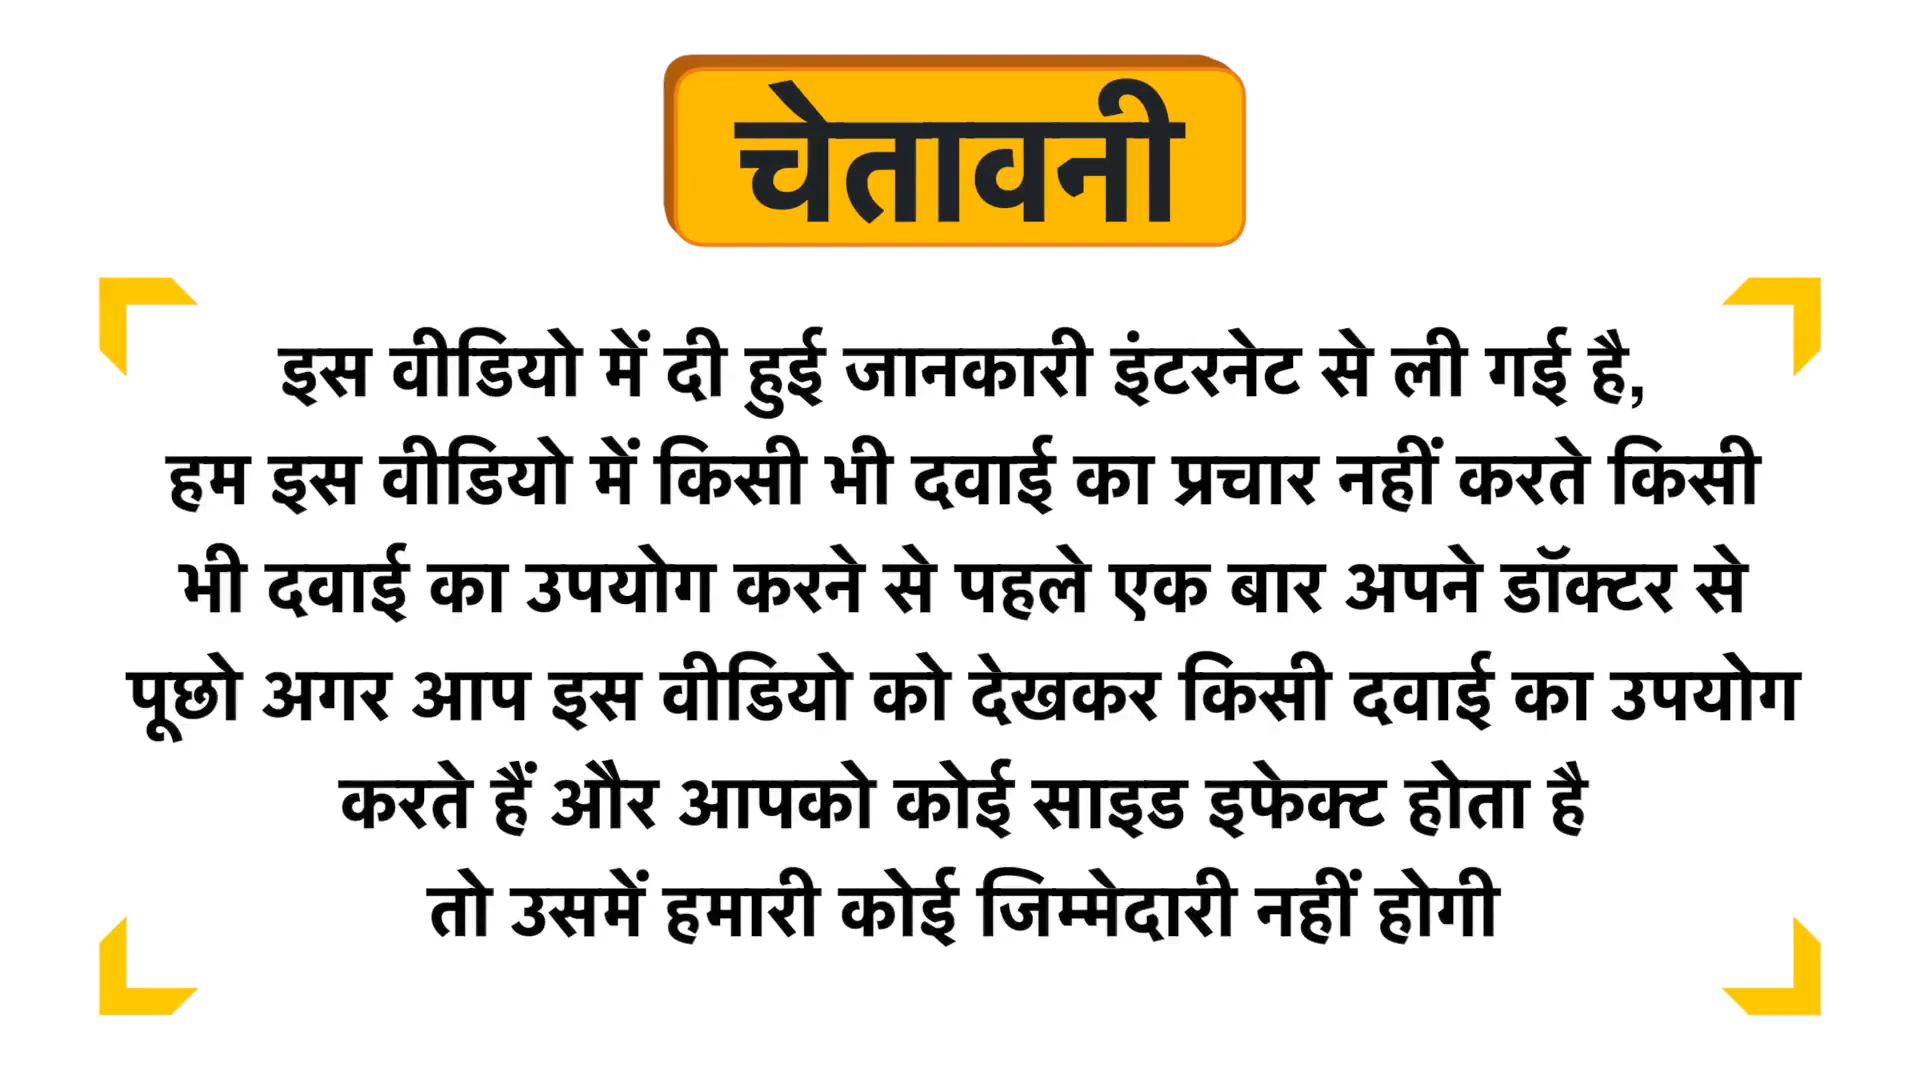 चेतावनी
इस वीडियो में दी हुई जानकारी इंटरनेट से ली गई है,
हम इस वीडियो में किसी भी दवाई का प्रचार नहीं करते किसी
भी दवाई का उपयोग करने से पहले एक बार अपने डॉक्टर से
पूछो अगर आप इस वीडियो को देखकर किसी दवाई का उपयोग
करते हैं और आपको कोई साइड इफेक्ट होता है
तो उसमें हमारी कोई जिम्मेदारी नहीं होगी